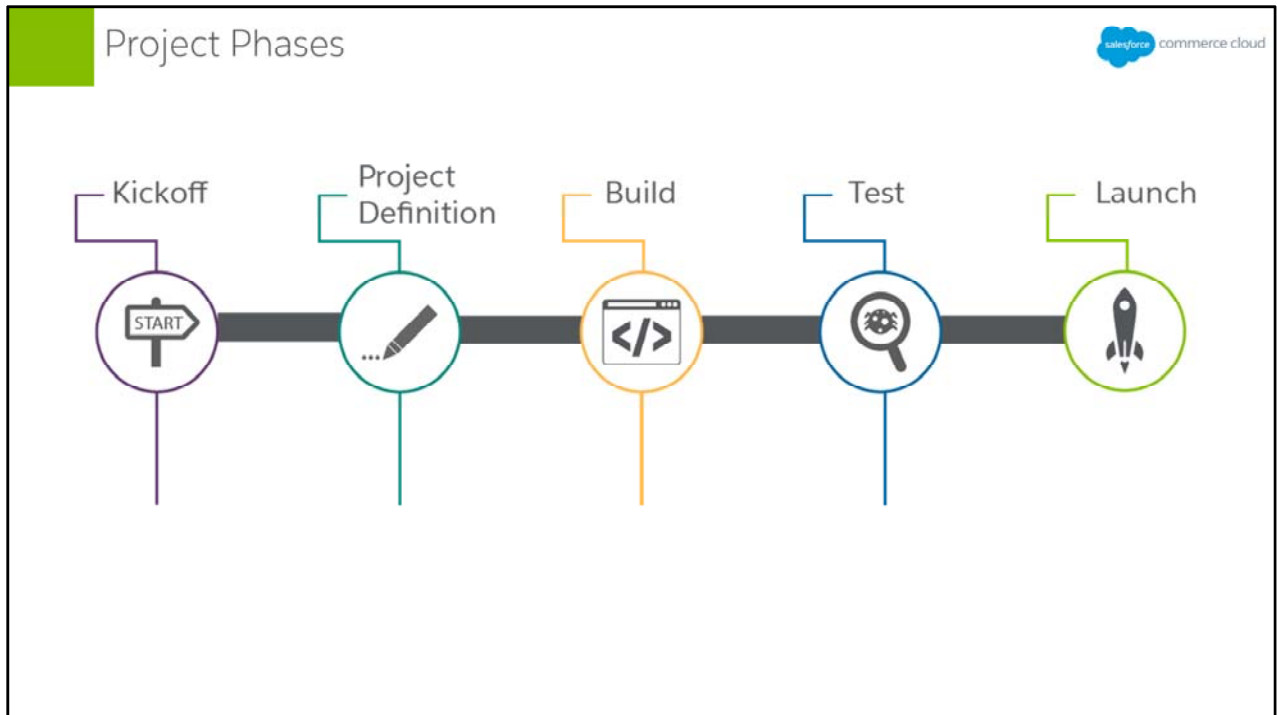 Project Phases
salesforce commerce cloud
Kickoff
Project
Definition
Build
Test
Launch
START
</>